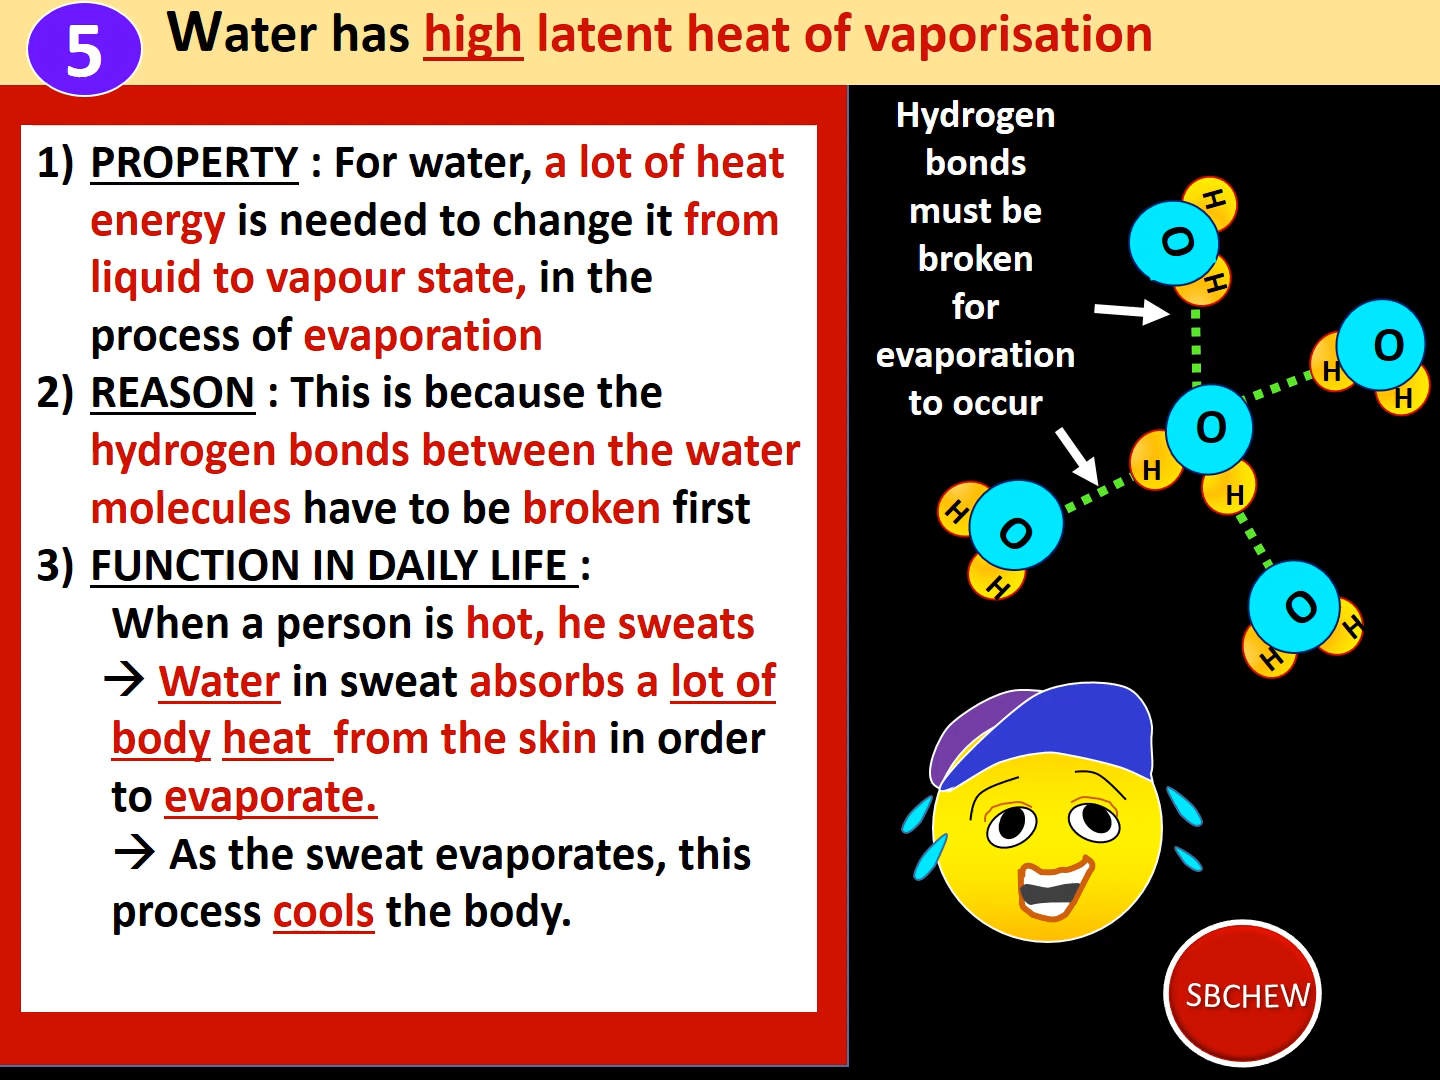 5
Water has high latent heat of vaporisation
1) PROPERTY : For water, a lot of heat
energy is needed to change it from
liquid to vapour state, in the
process of evaporation
2) REASON : This is because the
hydrogen bonds between the water
molecules have to be broken first
3) FUNCTION IN DAILY LIFE :
When a person is hot, he sweats
→ Water in sweat absorbs a lot of
body heat from the skin in order
to evaporate.
→ As the sweat evaporates, this
process cools the body.
Hydrogen
bonds
must be
broken
for
evaporation
to occur
H
O
H
O
H
H
O
H
H
H
O
H
O
H
H
SBCHEW